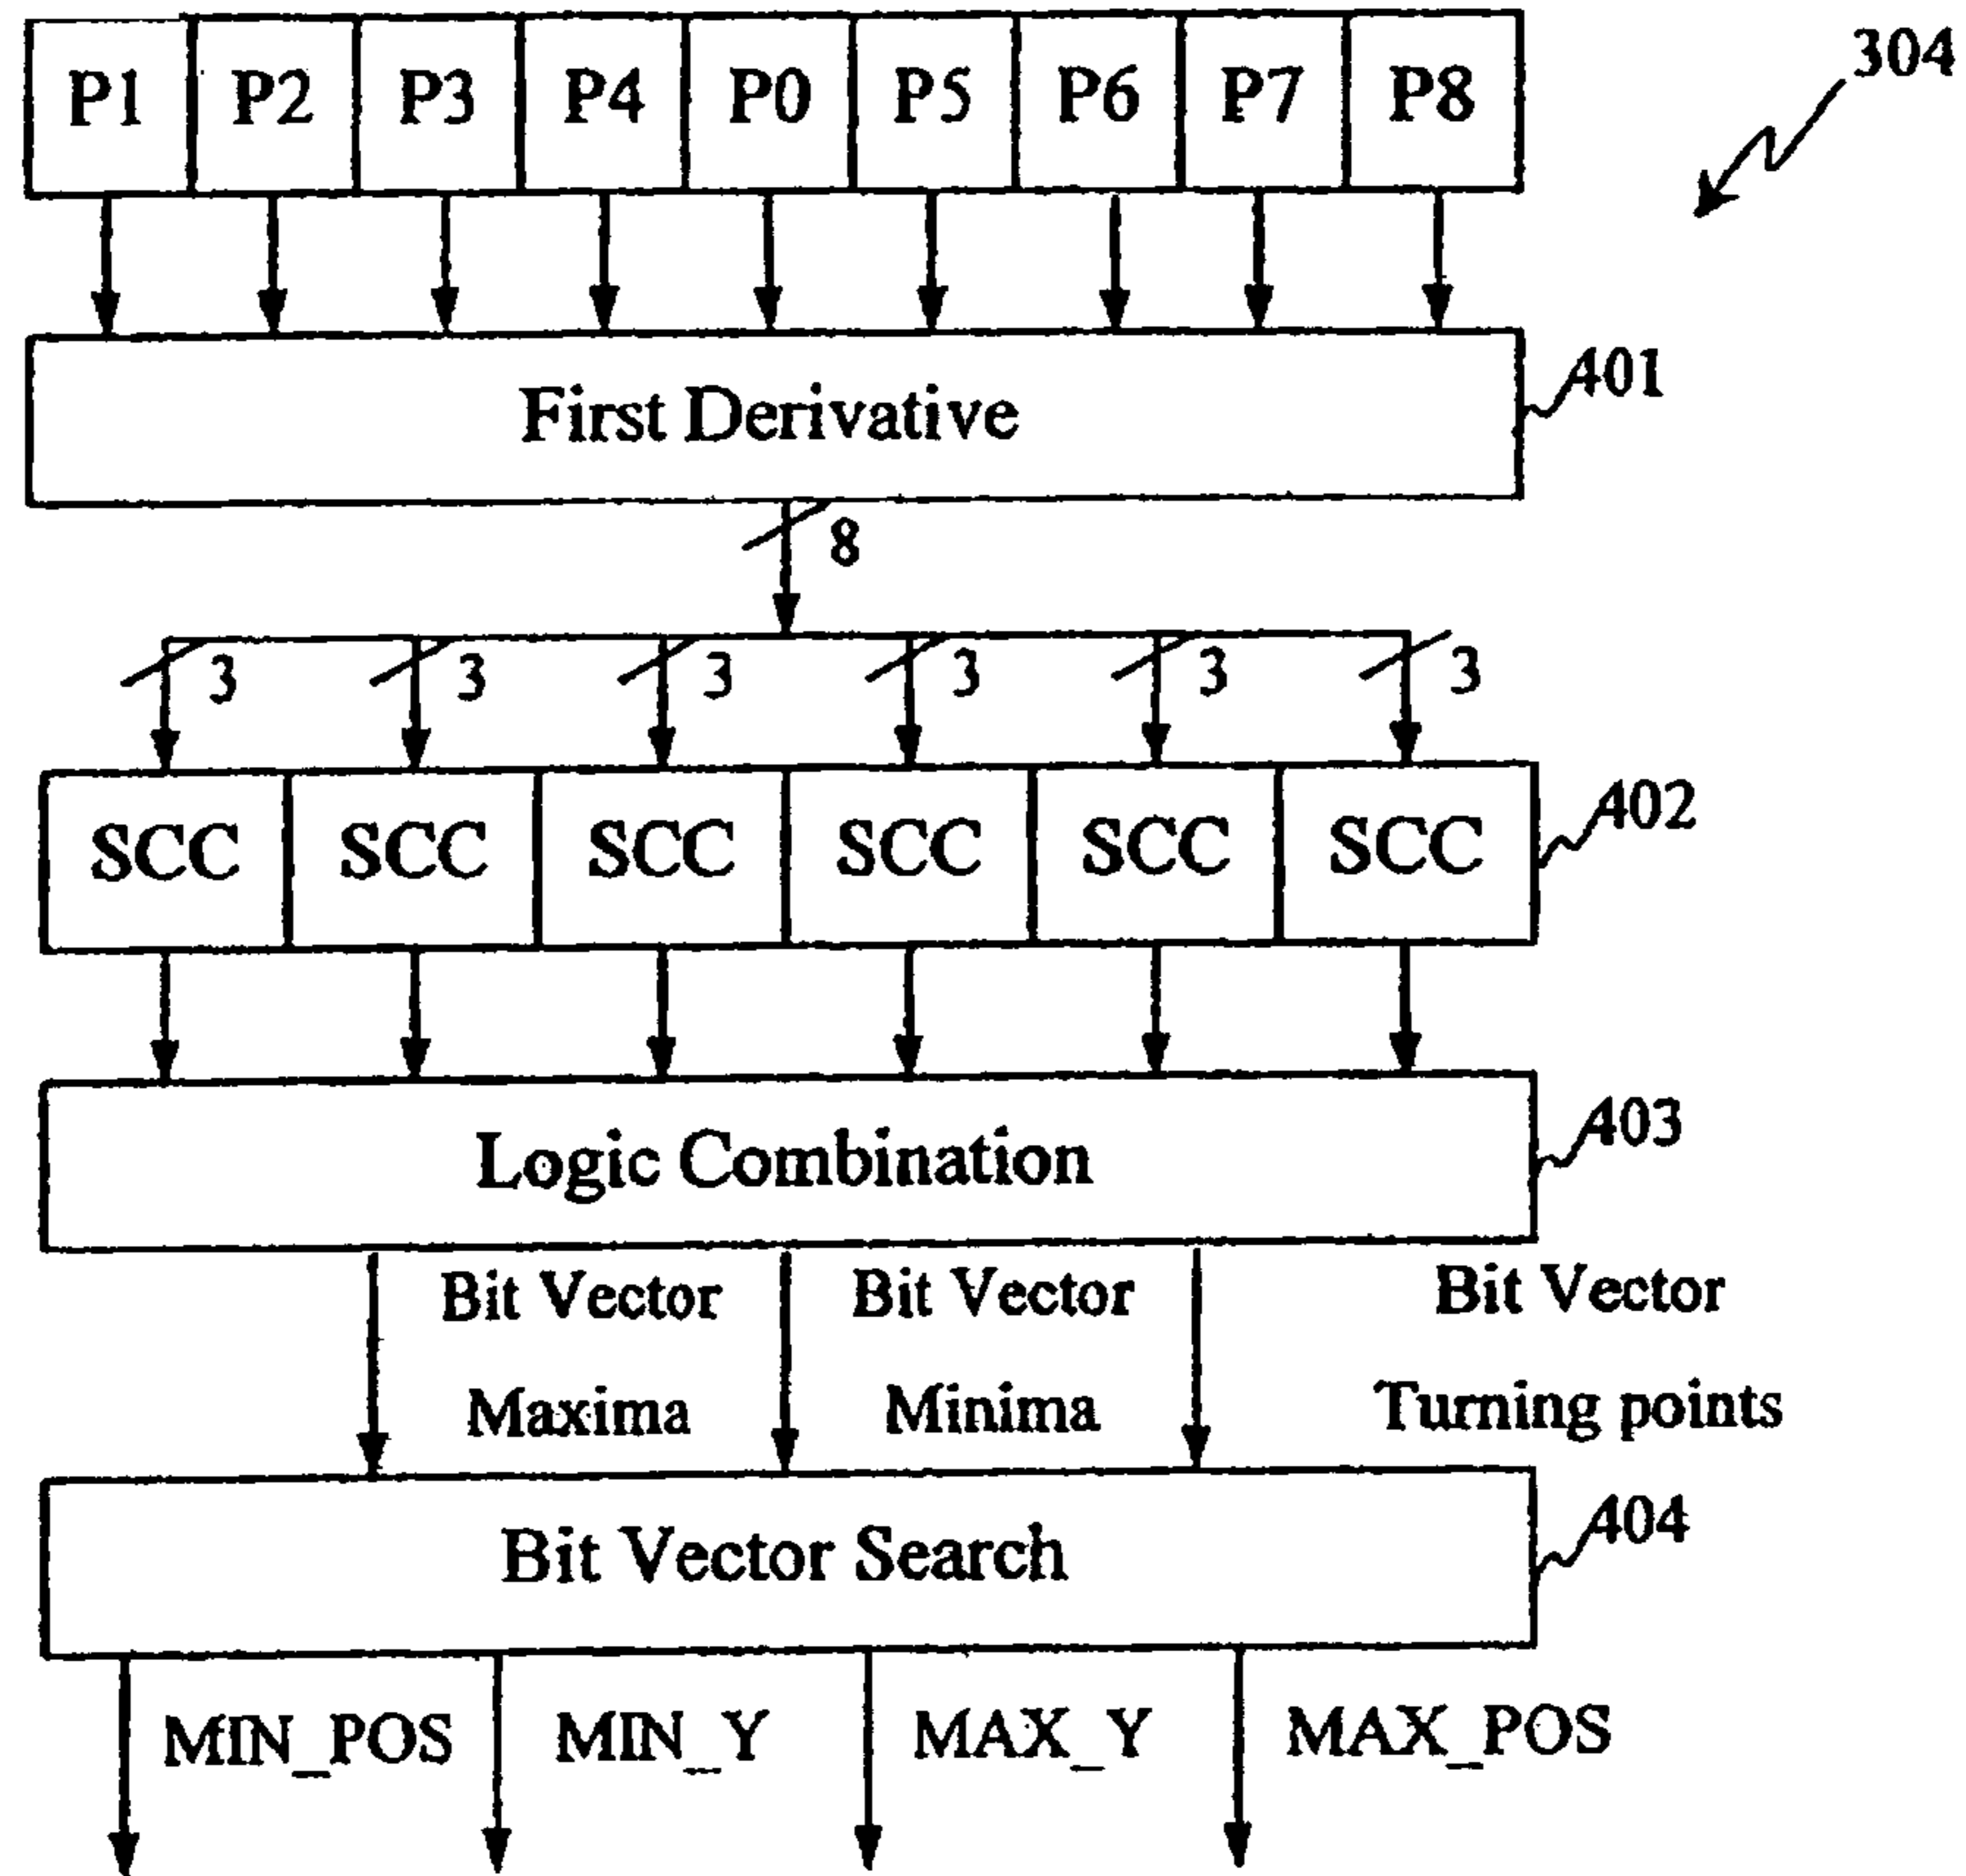 P1 P2 P3 P4 P0 P5 P6 P7 P8
304
First Derivative
401
8
3 3 3 3 3 3
SCC SCC SCC SCC SCC SCC
402
Logic Combination
403
Bit Vector Bit Vector Bit Vector
Maxima Minima Turning points
Bit Vector Search
404
MIN_POS MIN_Y MAX_Y MAX_POS